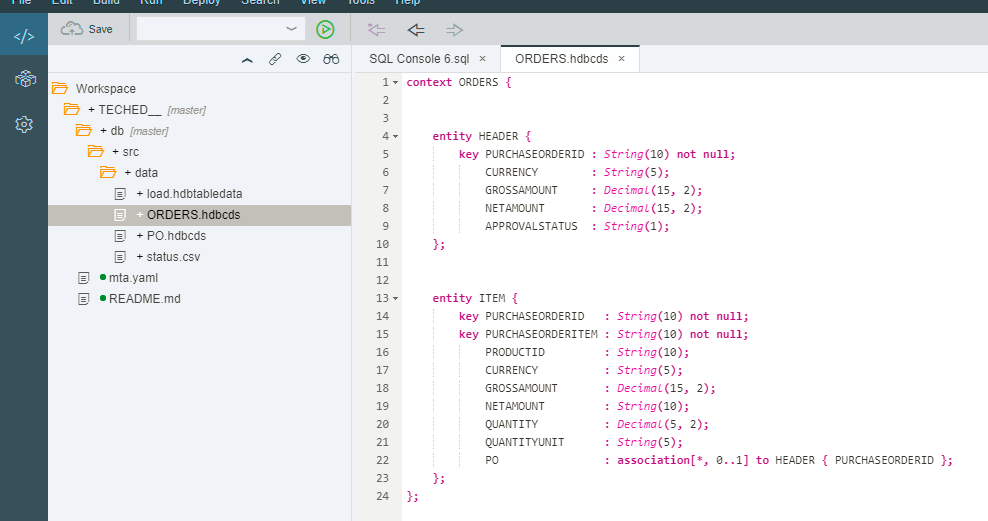 File Edit Build Run Deploy Search View Tools Help
Save
SQL Console 6.sql × ORDERS.hdbcds ×
Workspace
+ TECHED__ [master]
+ db [master]
+ src
+ data
+ load.hdbtabledata
+ ORDERS.hdbcds
+ PO.hdbcds
+ status.csv
mta.yaml
README.md
1 context ORDERS {
2
3
4 entity HEADER {
5 key PURCHASEORDERID : String(10) not null;
6 CURRENCY : String(5);
7 GROSSAMOUNT : Decimal(15, 2);
8 NETAMOUNT : Decimal(15, 2);
9 APPROVALSTATUS : String(1);
10 };
11
12
13 entity ITEM {
14 key PURCHASEORDERID : String(10) not null;
15 key PURCHASEORDERITEM : String(10) not null;
16 PRODUCTID : String(10);
17 CURRENCY : String(5);
18 GROSSAMOUNT : Decimal(15, 2);
19 NETAMOUNT : String(10);
20 QUANTITY : Decimal(5, 2);
21 QUANTITYUNIT : String(5);
22 PO : association[*, 0..1] to HEADER { PURCHASEORDERID };
23 };
24 };